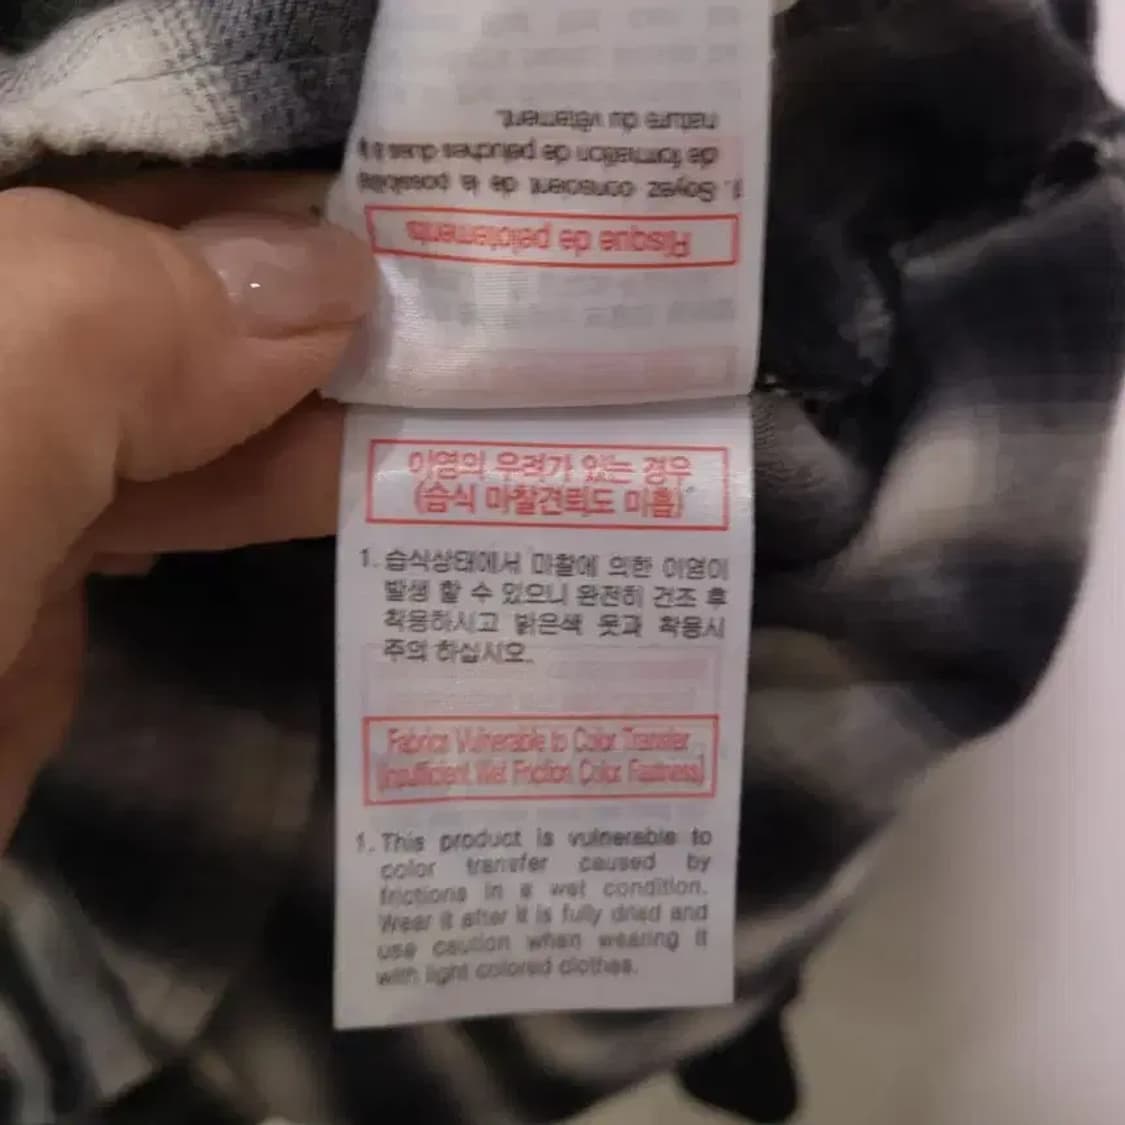 nature du vêtement.
de formation de peluches dues à
1. Soyez conscient de la possibilité
Risque de pelotements
이염의 우려가 있는 경우
(습식 마찰견뢰도 미흡)
1. 습식상태에서 마찰에 의한 이염이
발생 할 수 있으니 완전히 건조 후
착용하시고 밝은색 옷과 착용시
주의 하십시오.
Fabrics Vulnerable to Color Transfer
(Insufficient Wet Friction Color Fastness)
1. This product is vulnerable to
color transfer caused by
frictions in a wet condition.
Wear it after it is fully dried and
use caution when wearing it
with light colored clothes.